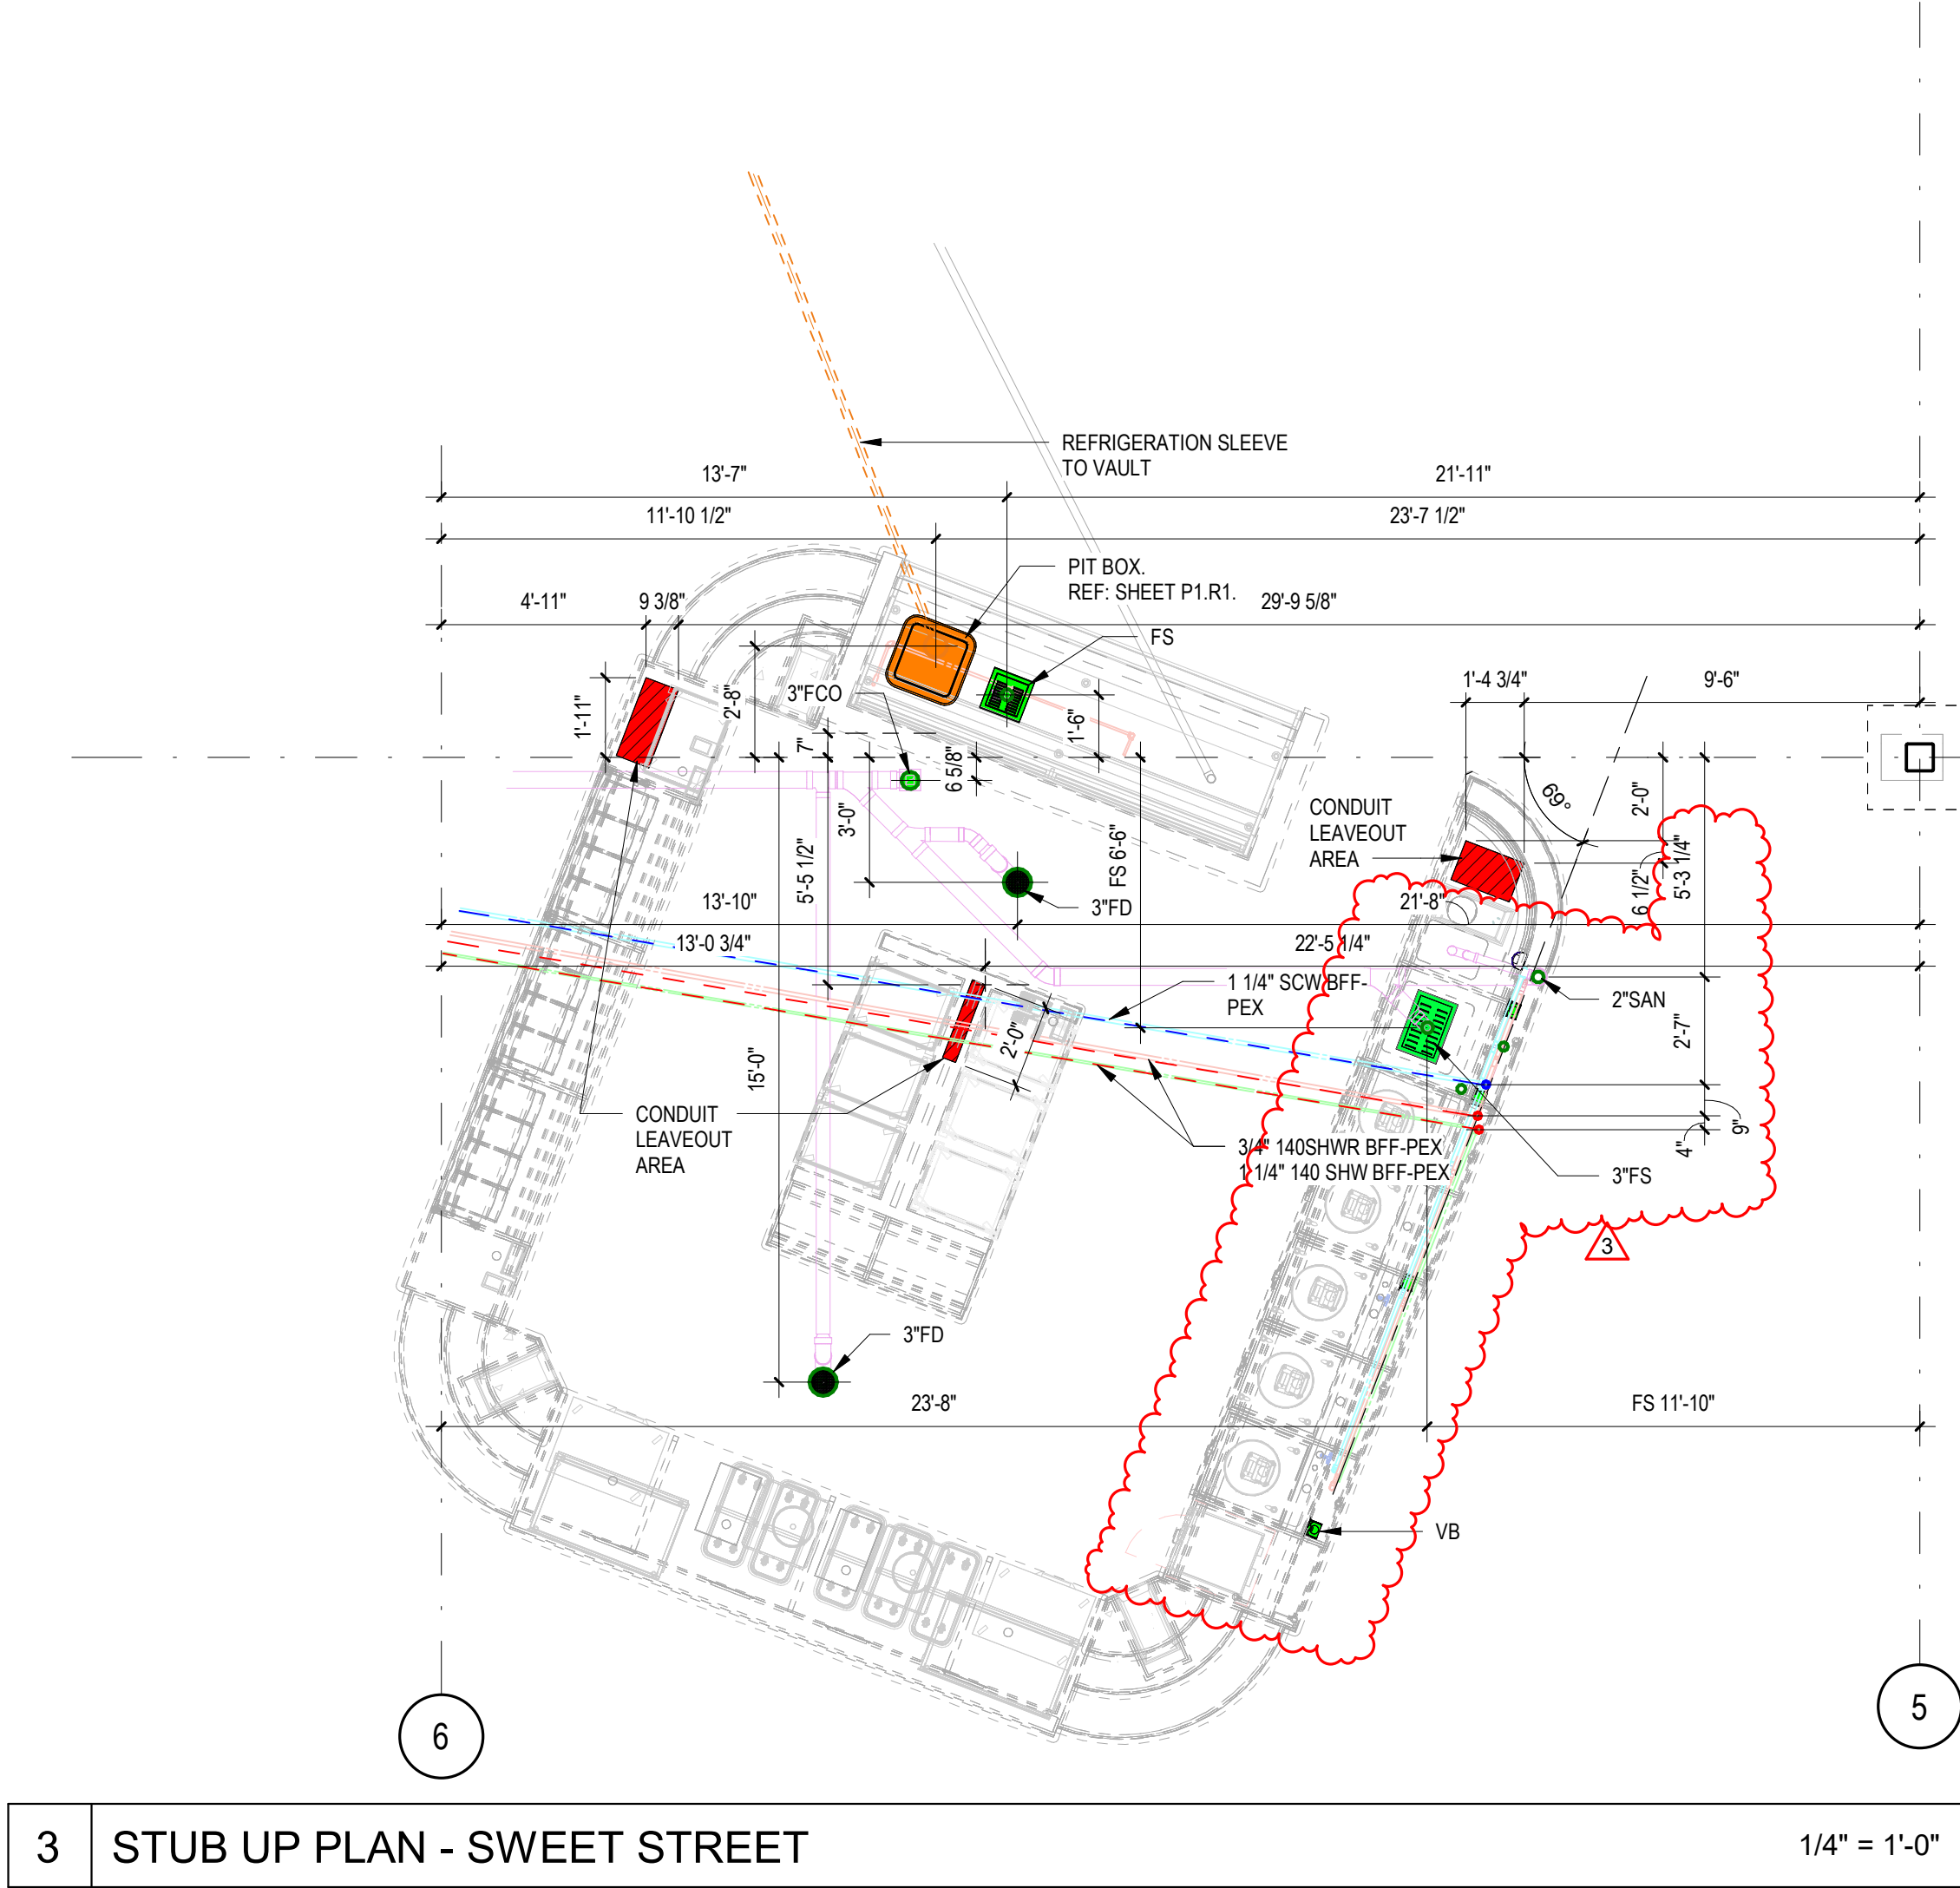 REFRIGERATION SLEEVE
TO VAULT
13'-7"
21'-11"
11'-10 1/2"
23'-7 1/2"
PIT BOX.
REF: SHEET P1.R1.
4'-11"
9 3/8"
29'-9 5/8"
FS
1'-11"
2'-8"
3"FCO
7"
6 5/8"
1'-6"
1'-4 3/4"
9'-6"
69°
2'-0"
CONDUIT
LEAVEOUT
AREA
3'-0"
5'-5 1/2"
FS 6'-6"
6 1/2"
5'-3 1/4"
13'-10"
3"FD
21'-8"
13'-0 3/4"
22'-5 1/4"
1 1/4" SCW BFF-
PEX
2"SAN
2'-0"
2'-7"
15'-0"
CONDUIT
LEAVEOUT
AREA
3/4" 140SHWR BFF-PEX
1 1/4" 140 SHW BFF-PEX
9"
4"
3"FS
3
3"FD
23'-8"
FS 11'-10"
VB
6
5
3
STUB UP PLAN - SWEET STREET
1/4" = 1'-0"